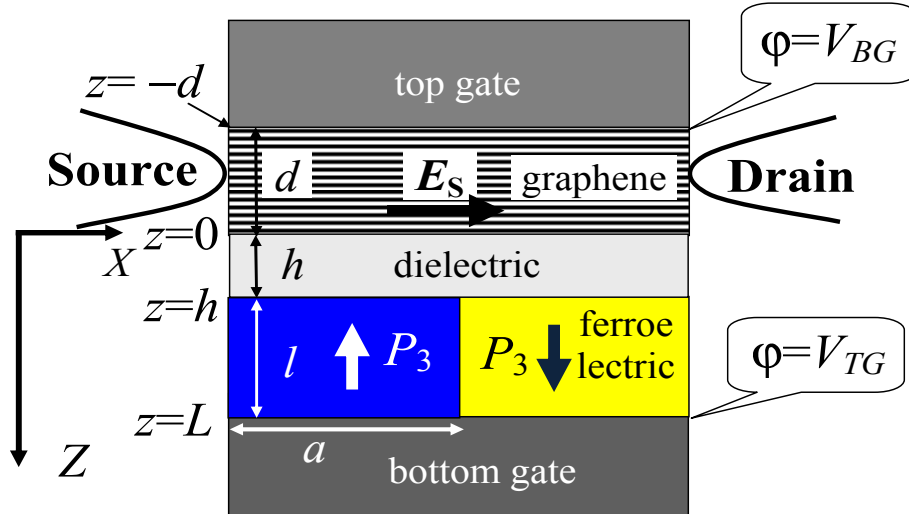 φ=V_BG
top gate
z= −d
Source
d
E_S
graphene
Drain
z=0
X
h
dielectric
z=h
l
P_3
P_3
ferroe
lectric
φ=V_TG
z=L
a
Z
bottom gate